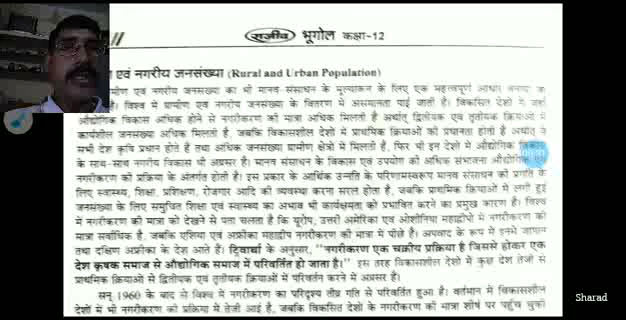 राजीव भूगोल कक्षा-12
एवं नगरीय जनसंख्या (Rural and Urban Population)
एवं नगरीय जनसंख्या का भी मानव-संसाधन के मूल्यांकन के लिए एक महत्वपूर्ण आधार
है। विश्व में ग्रामीण एवं नगरीय जनसंख्या के वितरण में असमानता पाई जाती है। विकसित देशों में जहाँ
औद्योगिक विकास अधिक होने से नगरीकरण की मात्रा अधिक मिलती है अर्थात् द्वितीयक एवं तृतीयक क्रियाओं में
कार्यशील जनसंख्या अधिक मिलती है, जबकि विकासशील देशों में प्राथमिक क्रियाओं की प्रधानता होती है अर्थात्
सभी देश कृषि प्रधान होते हैं तथा अधिक जनसंख्या ग्रामीण क्षेत्रों में मिलती है, फिर भी इन देशों में औद्योगिक विकास
के साथ-साथ नगरीय विकास भी अग्रसर है। मानव संसाधन के विकास एवं उपयोग की अधिक संभावना औद्योगिक एवं
नगरीकरण की प्रक्रिया के अंतर्गत होती है। इस प्रकार के आर्थिक उन्नति के परिणामस्वरूप मानव संसाधन की प्रगति के
लिए स्वास्थ्य, शिक्षा, प्रशिक्षण, रोजगार आदि की व्यवस्था करना सरल होता है, जबकि प्राथमिक क्रियाओं में लगी हुई
जनसंख्या के लिए समुचित शिक्षा एवं स्वास्थ्य का अभाव भी कार्यक्षमता को प्रभावित करने का प्रमुख कारण है। विश्व
में नगरीकरण की मात्रा को देखने से पता चलता है कि यूरोप, उत्तरी अमेरिका एवं ओशेनिया महाद्वीपों में नगरीकरण की
मात्रा सर्वाधिक है, जबकि एशिया एवं अफ्रीका महाद्वीप नगरीकरण की मात्रा में पीछे हैं। अपवाद के रूप में इनमें जापान
तथा दक्षिण अफ्रीका के देश आते हैं। ट्रिवार्था के अनुसार, "नगरीकरण एक चक्रीय प्रक्रिया है जिससे होकर एक
देश कृषक समाज से औद्योगिक समाज में परिवर्तित हो जाता है।" इस तरह विकासशील देशों में कुछ देश तेजी से
प्राथमिक क्रियाओं से द्वितीयक एवं तृतीयक क्रियाओं में परिवर्तन करने में अग्रसर हैं।
सन् 1960 के बाद से विश्व में नगरीकरण का परिदृश्य तीव्र गति से परिवर्तित हुआ है। वर्तमान में विकासशील
देशों में भी नगरीकरण की प्रक्रिया में तेजी आई है, जबकि विकसित देशों के नगरीकरण की मात्रा शीर्ष पर पहुंच चुकी
Sharad